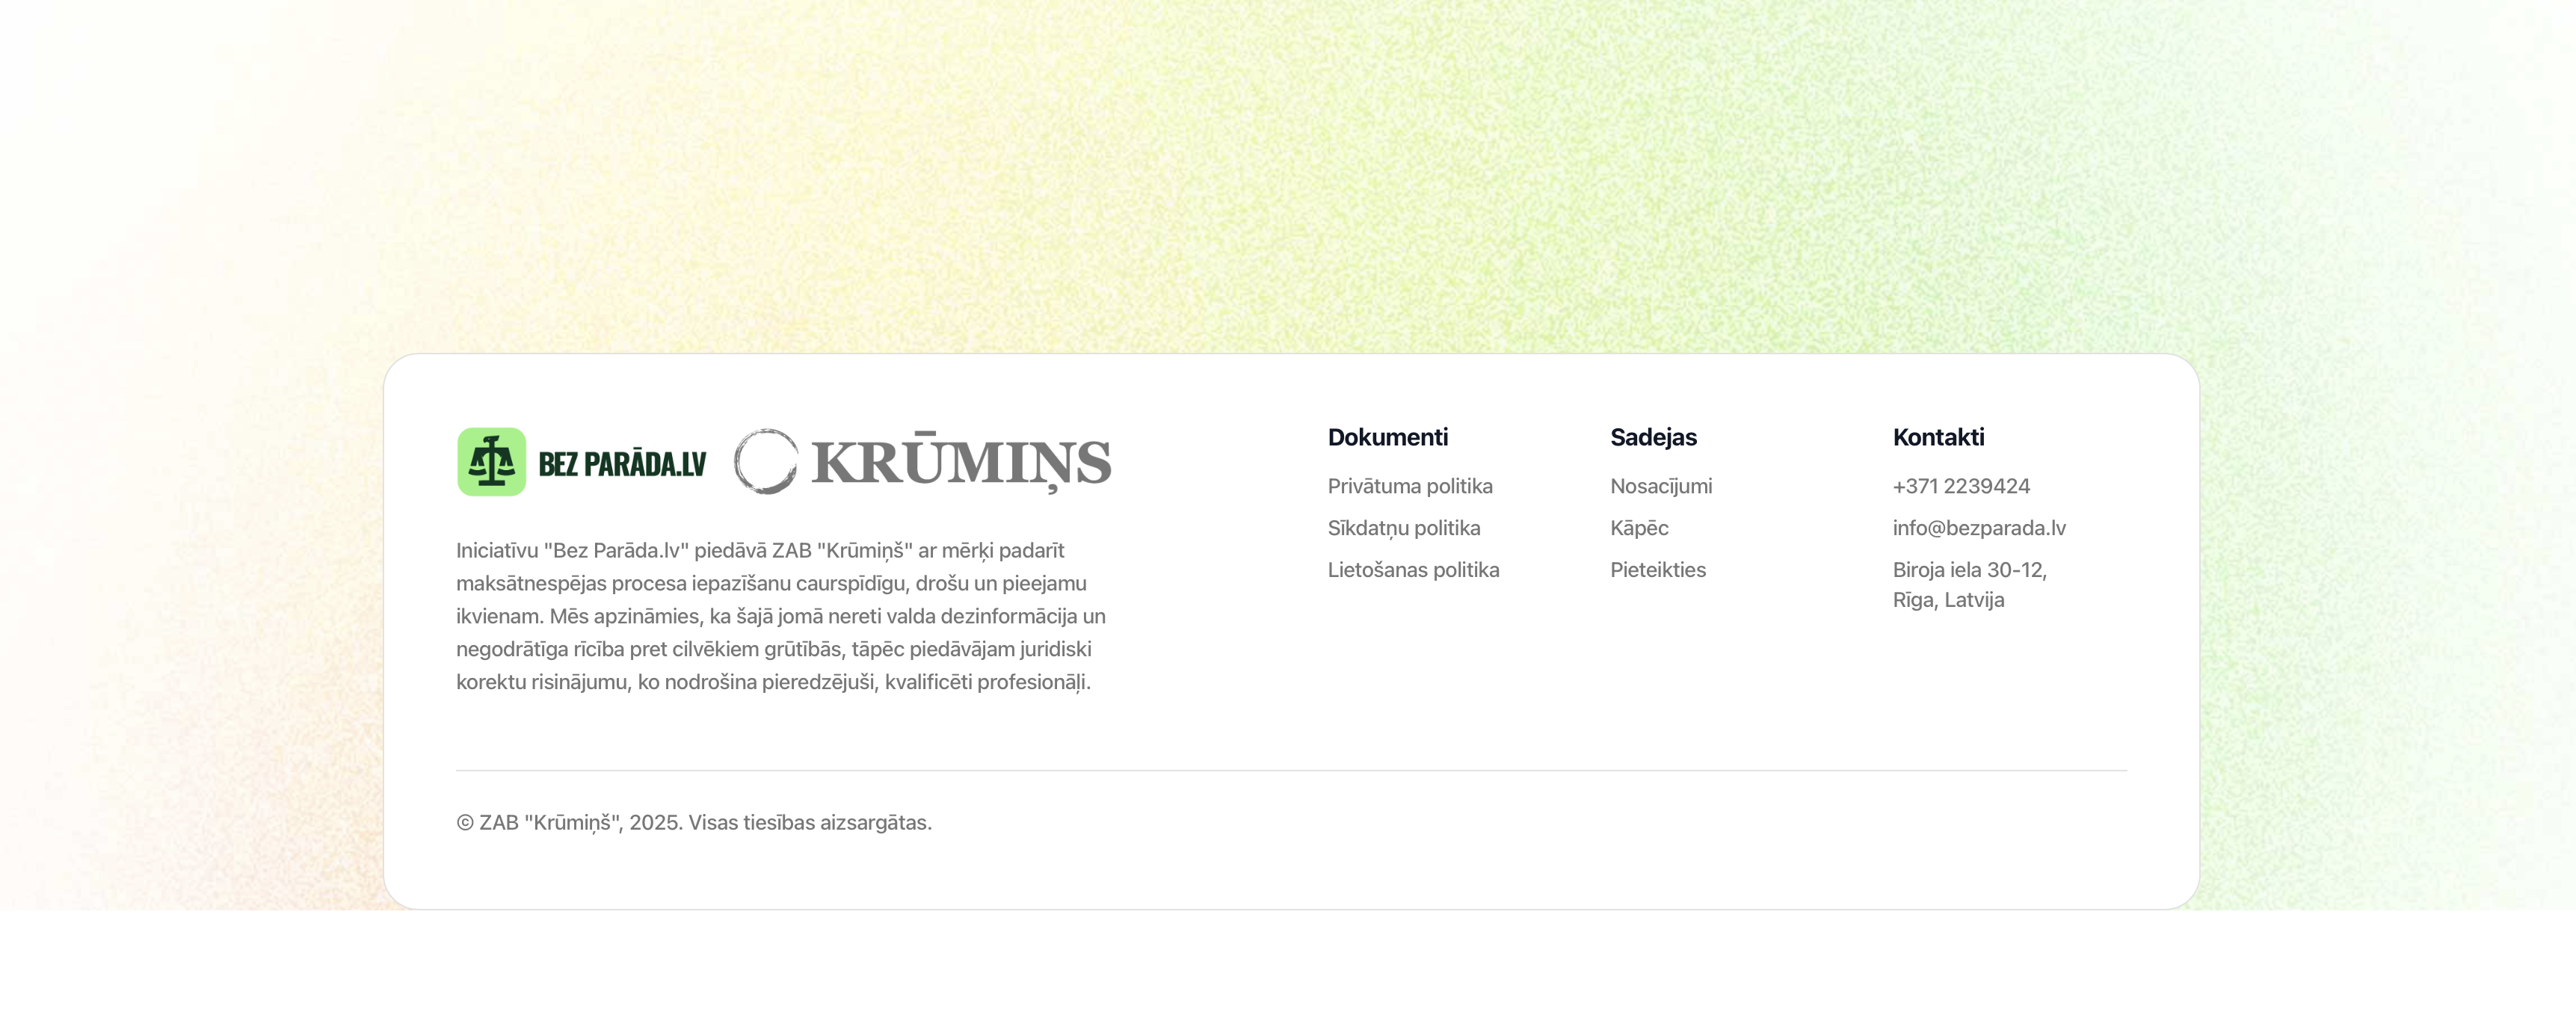 BEZ PARĀDA.LV
KRŪMIŅS
Iniciatīvu "Bez Parāda.lv" piedāvā ZAB "Krūmiņš" ar mērķi padarīt
maksātnespējas procesa iepazīšanu caurspīdīgu, drošu un pieejamu
ikvienam. Mēs apzināmies, ka šajā jomā nereti valda dezinformācija un
negodrātīga rīcība pret cilvēkiem grūtībās, tāpēc piedāvājam juridiski
korektu risinājumu, ko nodrošina pieredzējuši, kvalificēti profesionāļi.
Dokumenti
Privātuma politika
Sīkdatņu politika
Lietošanas politika
Sadejas
Nosacījumi
Kāpēc
Pieteikties
Kontakti
+371 2239424
info@bezparada.lv
Biroja iela 30-12,
Rīga, Latvija
© ZAB "Krūmiņš", 2025. Visas tiesības aizsargātas.